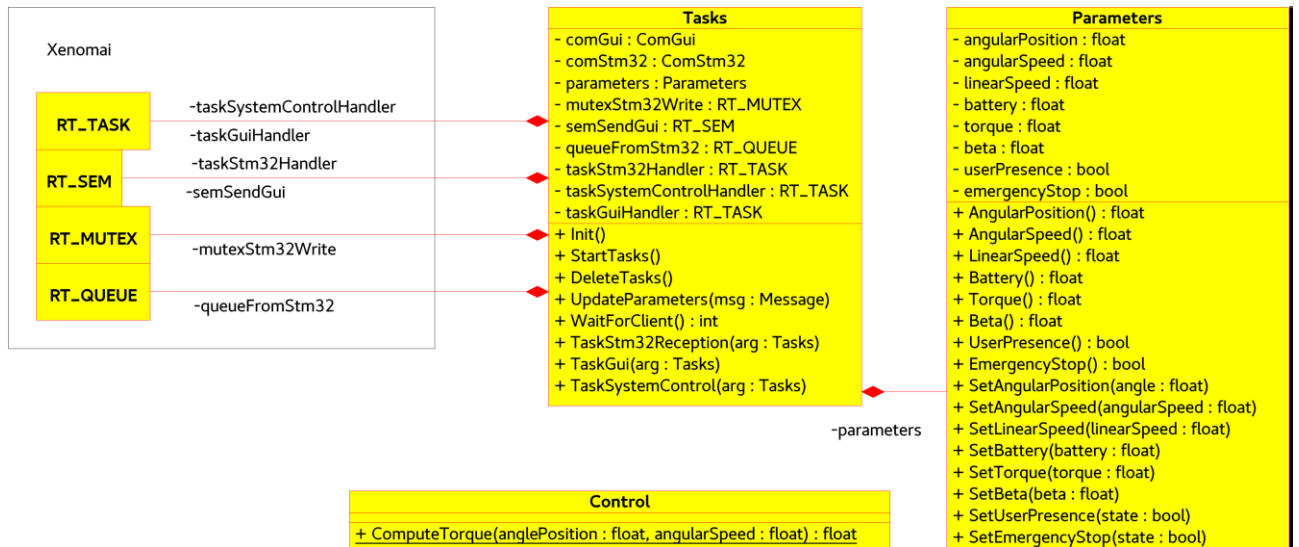 Xenomai
RT_TASK
RT_SEM
RT_MUTEX
RT_QUEUE
-taskSystemControlHandler
-taskGuiHandler
-taskStm32Handler
-semSendGui
-mutexStm32Write
-queueFromStm32
Tasks
- comGui : ComGui
- comStm32 : ComStm32
- parameters : Parameters
- mutexStm32Write : RT_MUTEX
- semSendGui : RT_SEM
- queueFromStm32 : RT_QUEUE
- taskStm32Handler : RT_TASK
- taskSystemControlHandler : RT_TASK
- taskGuiHandler : RT_TASK
+ Init()
+ StartTasks()
+ DeleteTasks()
+ UpdateParameters(msg : Message)
+ WaitForClient() : int
+ TaskStm32Reception(arg : Tasks)
+ TaskGui(arg : Tasks)
+ TaskSystemControl(arg : Tasks)
-parameters
Parameters
- angularPosition : float
- angularSpeed : float
- linearSpeed : float
- battery : float
- torque : float
- beta : float
- userPresence : bool
- emergencyStop : bool
+ AngularPosition() : float
+ AngularSpeed() : float
+ LinearSpeed() : float
+ Battery() : float
+ Torque() : float
+ Beta() : float
+ UserPresence() : bool
+ EmergencyStop() : bool
+ SetAngularPosition(angle : float)
+ SetAngularSpeed(angularSpeed : float)
+ SetLinearSpeed(linearSpeed : float)
+ SetBattery(battery : float)
+ SetTorque(torque : float)
+ SetBeta(beta : float)
+ SetUserPresence(state : bool)
+ SetEmergencyStop(state : bool)
Control
+ ComputeTorque(anglePosition : float, angularSpeed : float) : float